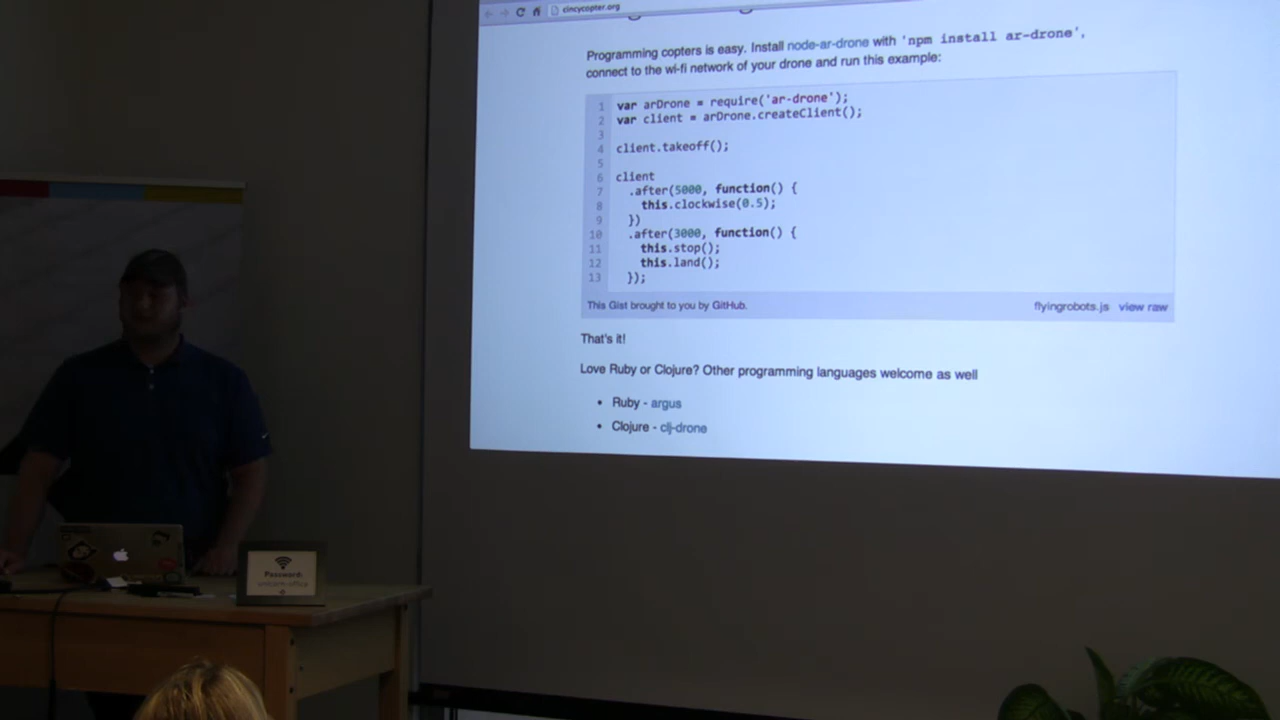 cincycopter.org
Programming copters is easy. Install node-ar-drone with 'npm install ar-drone',
connect to the wi-fi network of your drone and run this example:
1 var arDrone = require('ar-drone');
2 var client = arDrone.createClient();
3
4 client.takeoff();
5
6 client
7 .after(5000, function() {
8 this.clockwise(0.5);
9 })
10 .after(3000, function() {
11 this.stop();
12 this.land();
13 });
This Gist brought to you by GitHub.
flyingrobots.js view raw
That's it!
Love Ruby or Clojure? Other programming languages welcome as well
• Ruby - argus
• Clojure - clj-drone
Password:
unicorn-office